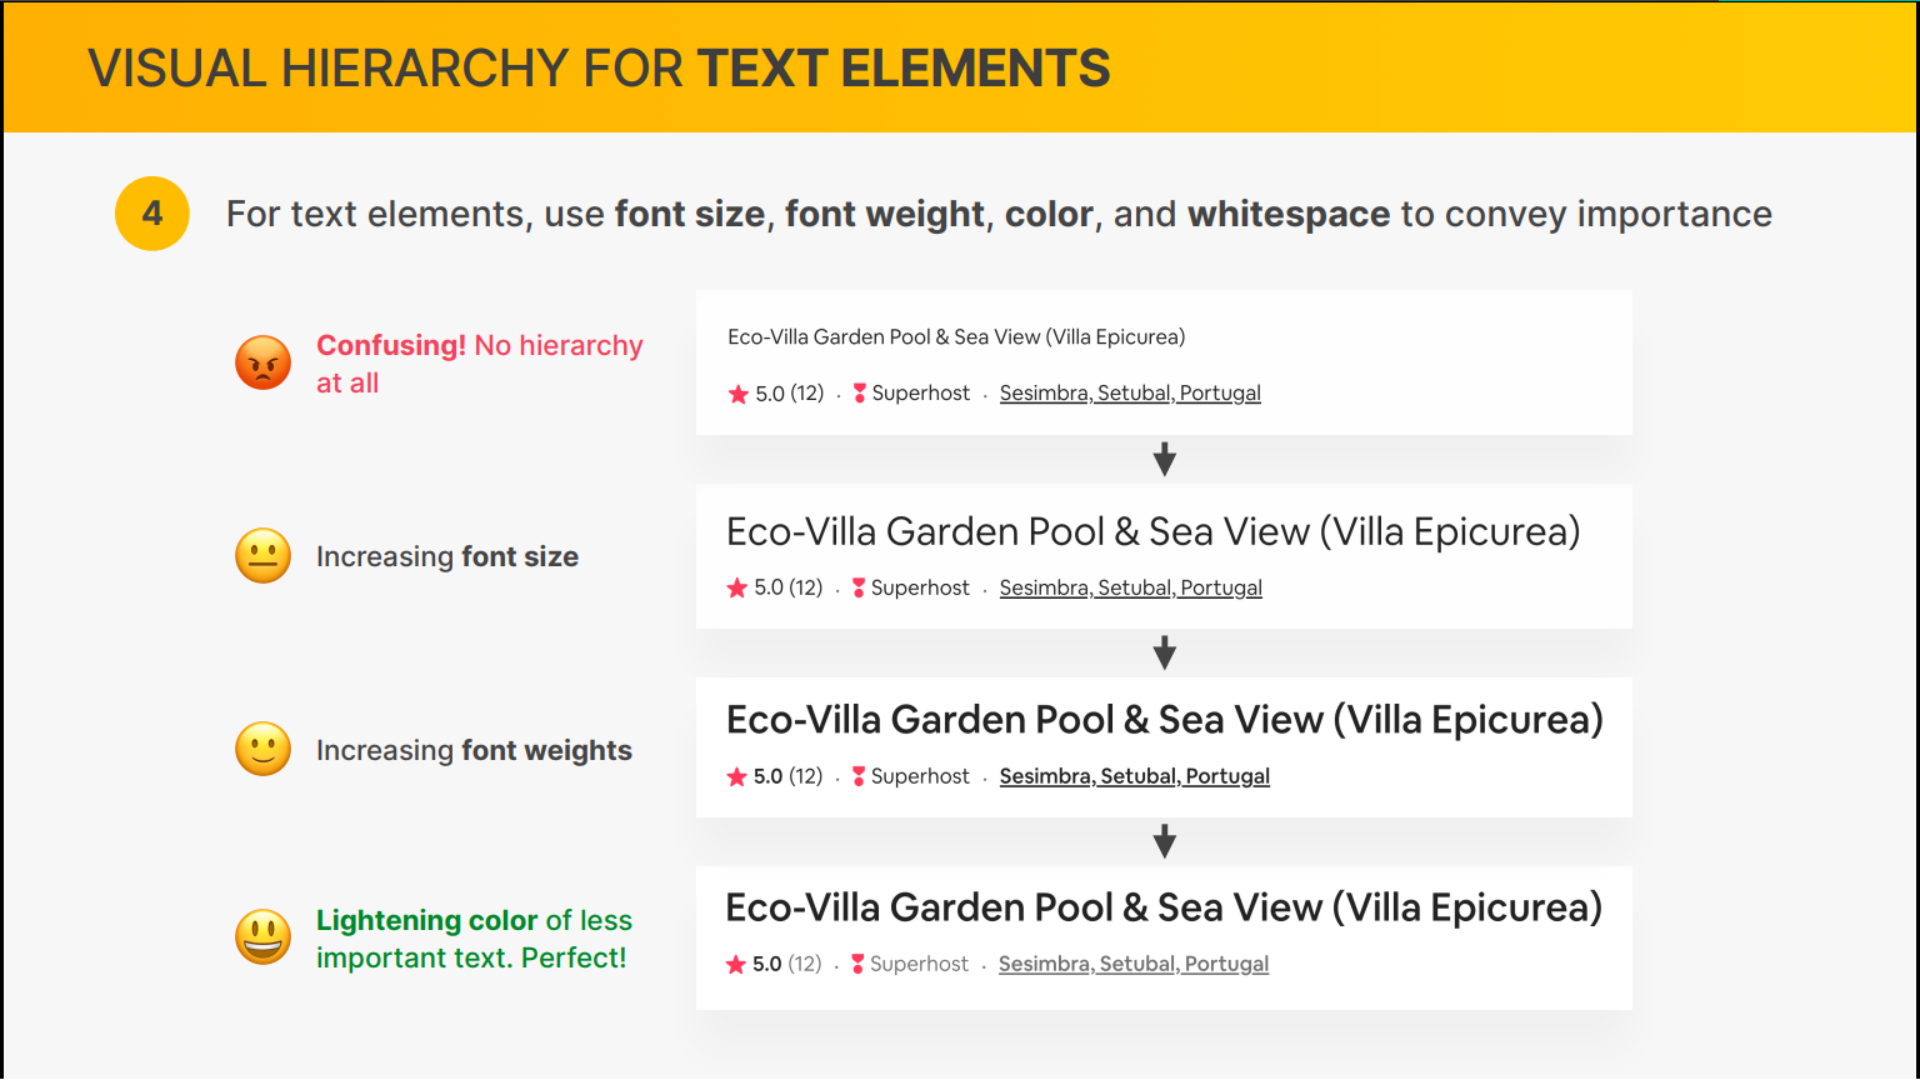 VISUAL HIERARCHY FOR TEXT ELEMENTS
4
For text elements, use font size, font weight, color, and whitespace to convey importance
Confusing! No hierarchy
at all
Eco-Villa Garden Pool & Sea View (Villa Epicurea)
5.0 (12) · Superhost · Sesimbra, Setubal, Portugal
Increasing font size
Eco-Villa Garden Pool & Sea View (Villa Epicurea)
5.0 (12) · Superhost · Sesimbra, Setubal, Portugal
Increasing font weights
Eco-Villa Garden Pool & Sea View (Villa Epicurea)
5.0 (12) · Superhost · Sesimbra, Setubal, Portugal
Lightening color of less
important text. Perfect!
Eco-Villa Garden Pool & Sea View (Villa Epicurea)
5.0 (12) · Superhost · Sesimbra, Setubal, Portugal